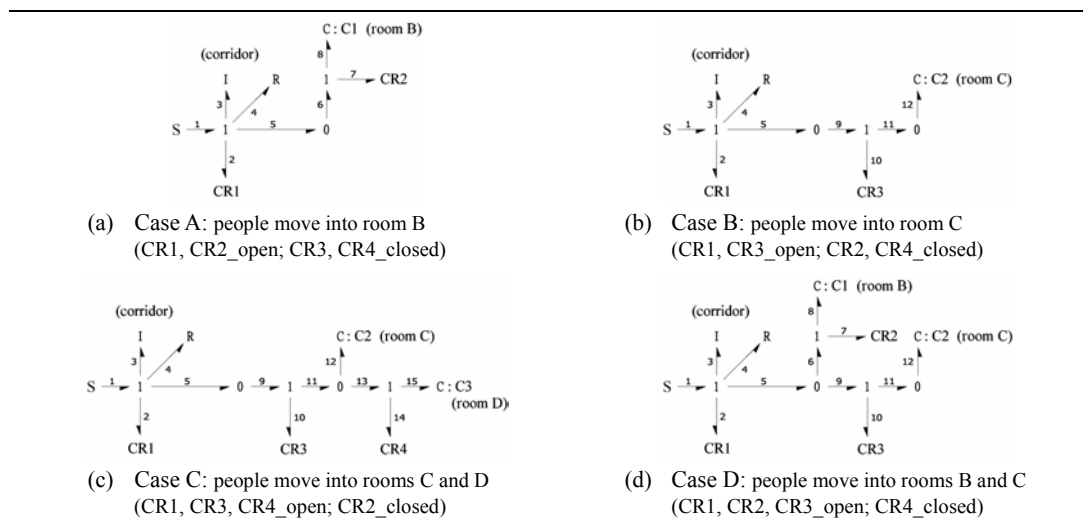 C : C1 (room B)
8
(corridor)
I
R
1
7
CR2
3
4
6
S
1
1
5
0
2
CR1
(a) Case A: people move into room B
(CR1, CR2_open; CR3, CR4_closed)
(corridor)
I
R
C : C2 (room C)
3
4
12
S
1
1
5
0
9
1
11
0
2
10
CR1
CR3
(b) Case B: people move into room C
(CR1, CR3_open; CR2, CR4_closed)
(corridor)
I
R
C : C2 (room C)
3
4
12
S
1
1
5
0
9
1
11
0
13
1
15
C : C3
(room D)
2
10
14
CR1
CR3
CR4
(c) Case C: people move into rooms C and D
(CR1, CR3, CR4_open; CR2_closed)
C : C1 (room B)
8
(corridor)
I
R
1
7
CR2
C : C2 (room C)
3
4
6
12
S
1
1
5
0
9
1
11
0
2
10
CR1
CR3
(d) Case D: people move into rooms B and C
(CR1, CR2, CR3_open; CR4_closed)